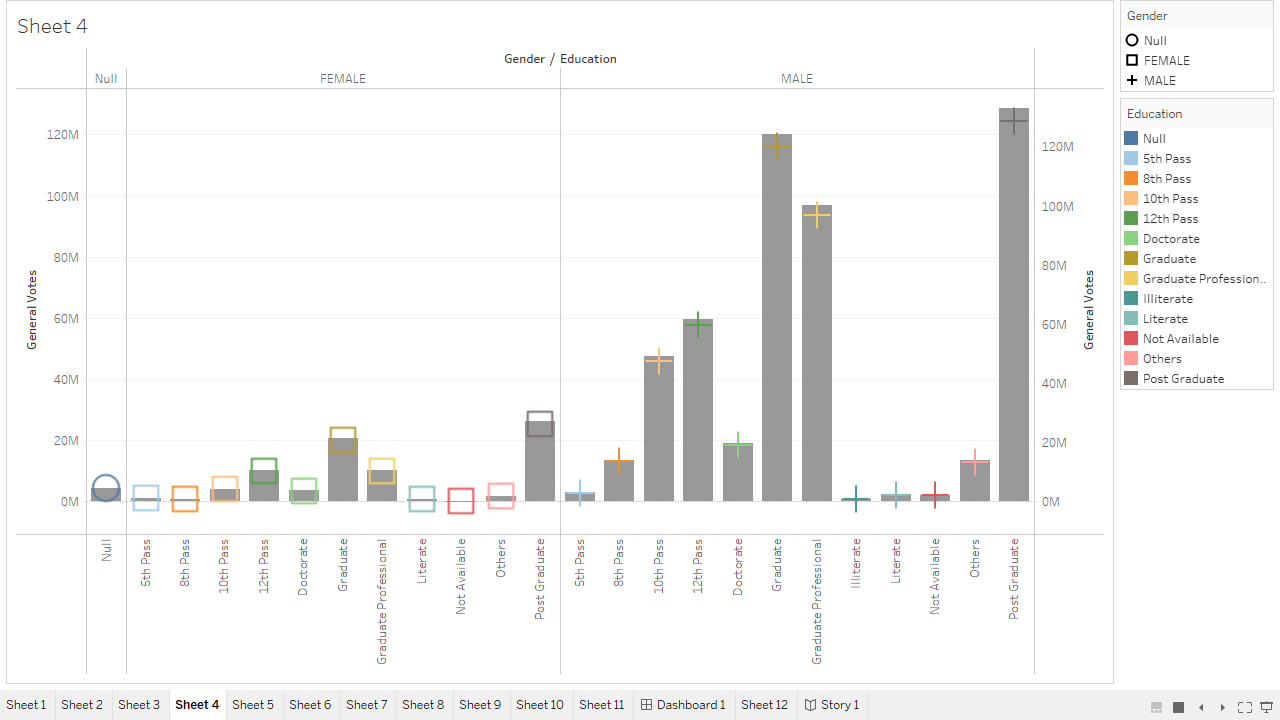 Sheet 4
Gender / Education
Null FEMALE MALE
General Votes
120M
100M
80M
60M
40M
20M
0M
120M
100M
80M
60M
40M
20M
0M
General Votes
Null
5th Pass
8th Pass
10th Pass
12th Pass
Doctorate
Graduate
Graduate Professional
Literate
Not Available
Others
Post Graduate
5th Pass
8th Pass
10th Pass
12th Pass
Doctorate
Graduate
Graduate Professional
Illiterate
Literate
Not Available
Others
Post Graduate
Gender
Null
FEMALE
MALE
Education
Null
5th Pass
8th Pass
10th Pass
12th Pass
Doctorate
Graduate
Graduate Profession..
Illiterate
Literate
Not Available
Others
Post Graduate
Sheet 1 Sheet 2 Sheet 3 Sheet 4 Sheet 5 Sheet 6 Sheet 7 Sheet 8 Sheet 9 Sheet 10 Sheet 11 Dashboard 1 Sheet 12 Story 1